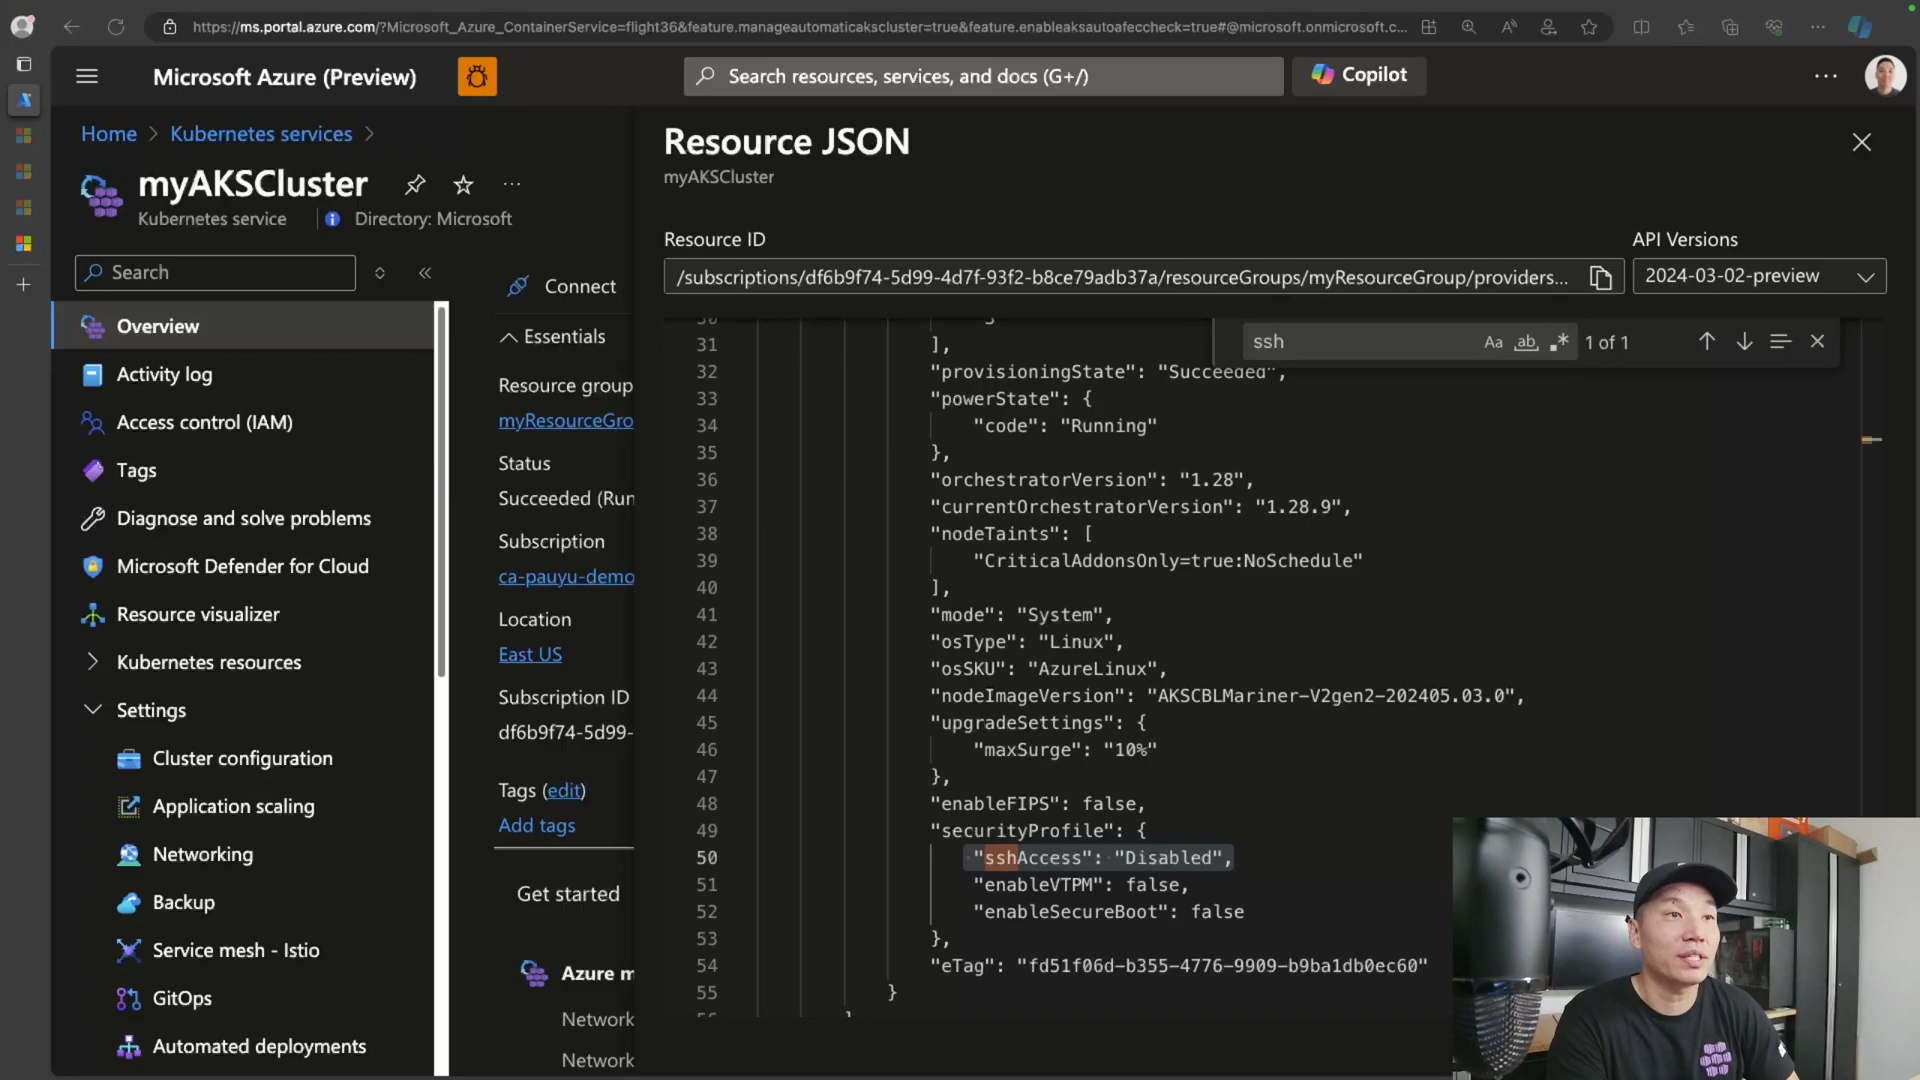 https://ms.portal.azure.com/?Microsoft_Azure_ContainerService=flight36&feature.manageautomaticakscluster=true&feature.enableaksautoafeccheck=true#@microsoft.onmicrosoft.c...
Microsoft Azure (Preview)
Search resources, services, and docs (G+/)
Copilot
Home > Kubernetes services >
myAKSCluster
Kubernetes service
Directory: Microsoft
Search
Overview
Activity log
Access control (IAM)
Tags
Diagnose and solve problems
Microsoft Defender for Cloud
Resource visualizer
Kubernetes resources
Settings
Cluster configuration
Application scaling
Networking
Backup
Service mesh - Istio
GitOps
Automated deployments
Connect
Essentials
Resource group
myResourceGro
Status
Succeeded (Run
Subscription
ca-pauyu-demo
Location
East US
Subscription ID
df6b9f74-5d99-
Tags (edit)
Add tags
Get started
Azure m
Network
Network
Resource JSON
myAKSCluster
Resource ID
/subscriptions/df6b9f74-5d99-4d7f-93f2-b8ce79adb37a/resourceGroups/myResourceGroup/providers...
API Versions
2024-03-02-preview
ssh
Aa ab .* 1 of 1
31 ],
32 "provisioningState": "Succeeded",
33 "powerState": {
34 "code": "Running"
35 },
36 "orchestratorVersion": "1.28",
37 "currentOrchestratorVersion": "1.28.9",
38 "nodeTaints": [
39 "CriticalAddonsOnly=true:NoSchedule"
40 ],
41 "mode": "System",
42 "osType": "Linux",
43 "osSKU": "AzureLinux",
44 "nodeImageVersion": "AKSCBLMariner-V2gen2-202405.03.0",
45 "upgradeSettings": {
46 "maxSurge": "10%"
47 },
48 "enableFIPS": false,
49 "securityProfile": {
50 "sshAccess": "Disabled",
51 "enableVTPM": false,
52 "enableSecureBoot": false
53 },
54 "eTag": "fd51f06d-b355-4776-9909-b9ba1db0ec60"
55 }